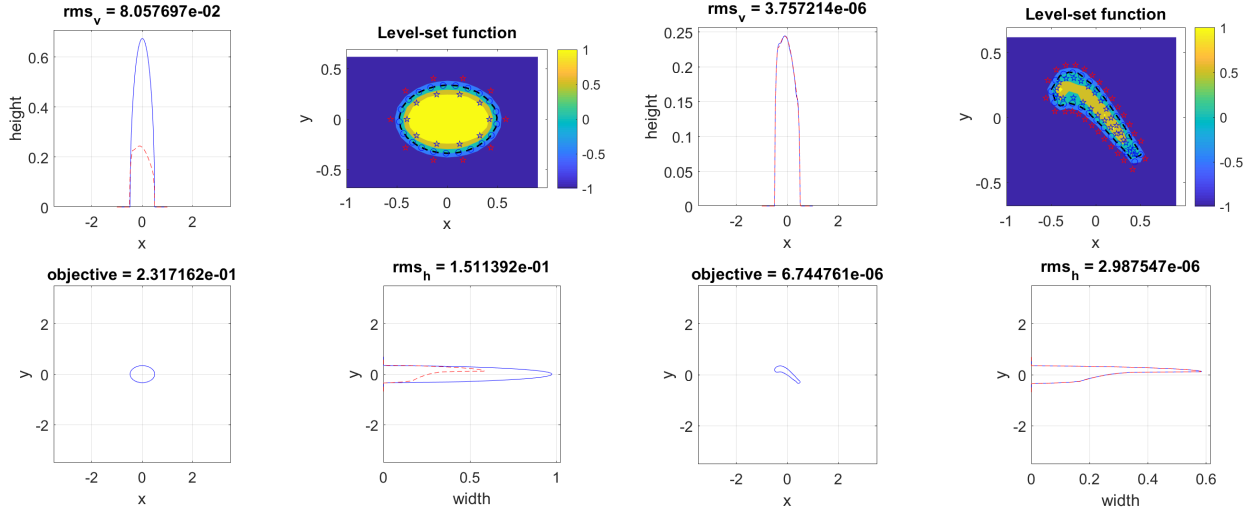 rms_v = 8.057697e-02
height
0.6
0.4
0.2
0
-2
0
2
x
Level-set function
y
0.5
0
-0.5
-1
-0.5
0
0.5
x
1
0.5
0
-0.5
-1
rms_v = 3.757214e-06
height
0.25
0.2
0.15
0.1
0.05
0
-2
0
2
x
Level-set function
y
0.5
0
-0.5
-1
-0.5
0
0.5
x
1
0.5
0
-0.5
-1
objective = 2.317162e-01
y
2
0
-2
-2
0
2
x
rms_h = 1.511392e-01
y
2
0
-2
0
0.5
1
width
objective = 6.744761e-06
y
2
0
-2
-2
0
2
x
rms_h = 2.987547e-06
y
2
0
-2
0
0.2
0.4
0.6
width